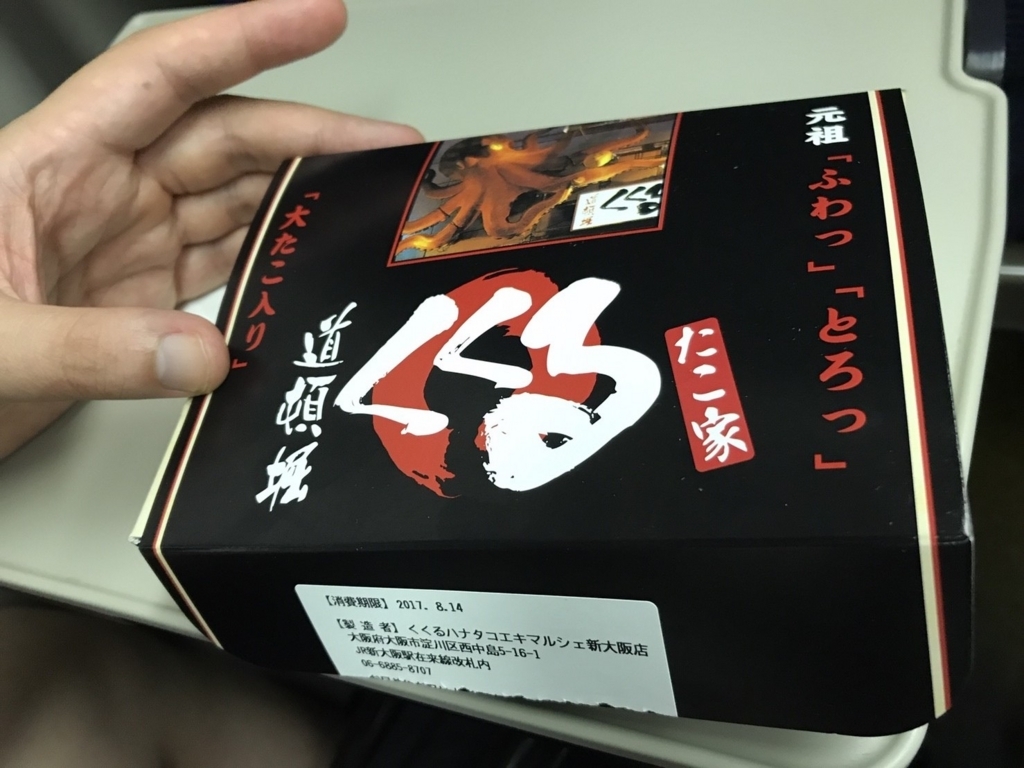 元祖
「ふわっ」「とろっ」
たこ家
くくる
道頓堀
「大たこ入り」
くくる
【消費期限】 2017. 8.14
【製 造 者】 くくるハナタコエキマルシェ新大阪店
大阪府大阪市淀川区西中島5-16-1
JR新大阪駅在来線改札内
06-6885-8707